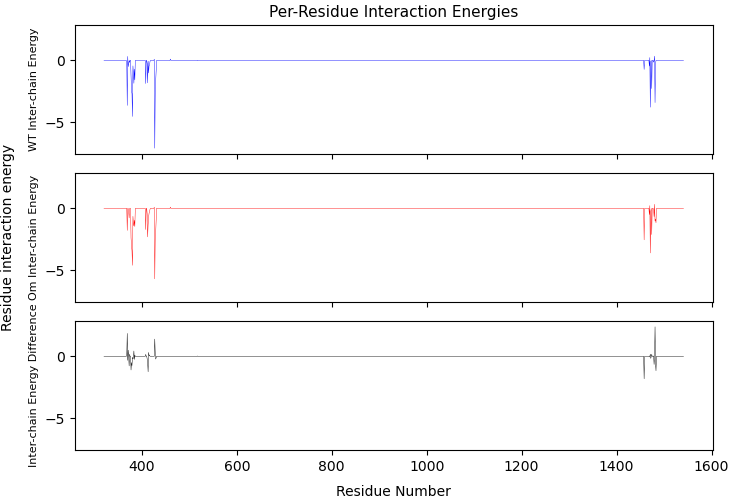 Per-Residue Interaction Energies
Residue interaction energy
WT Inter-chain Energy
0
−5
Om Inter-chain Energy
0
−5
Inter-chain Energy Difference
0
−5
400
600
800
1000
1200
1400
1600
Residue Number